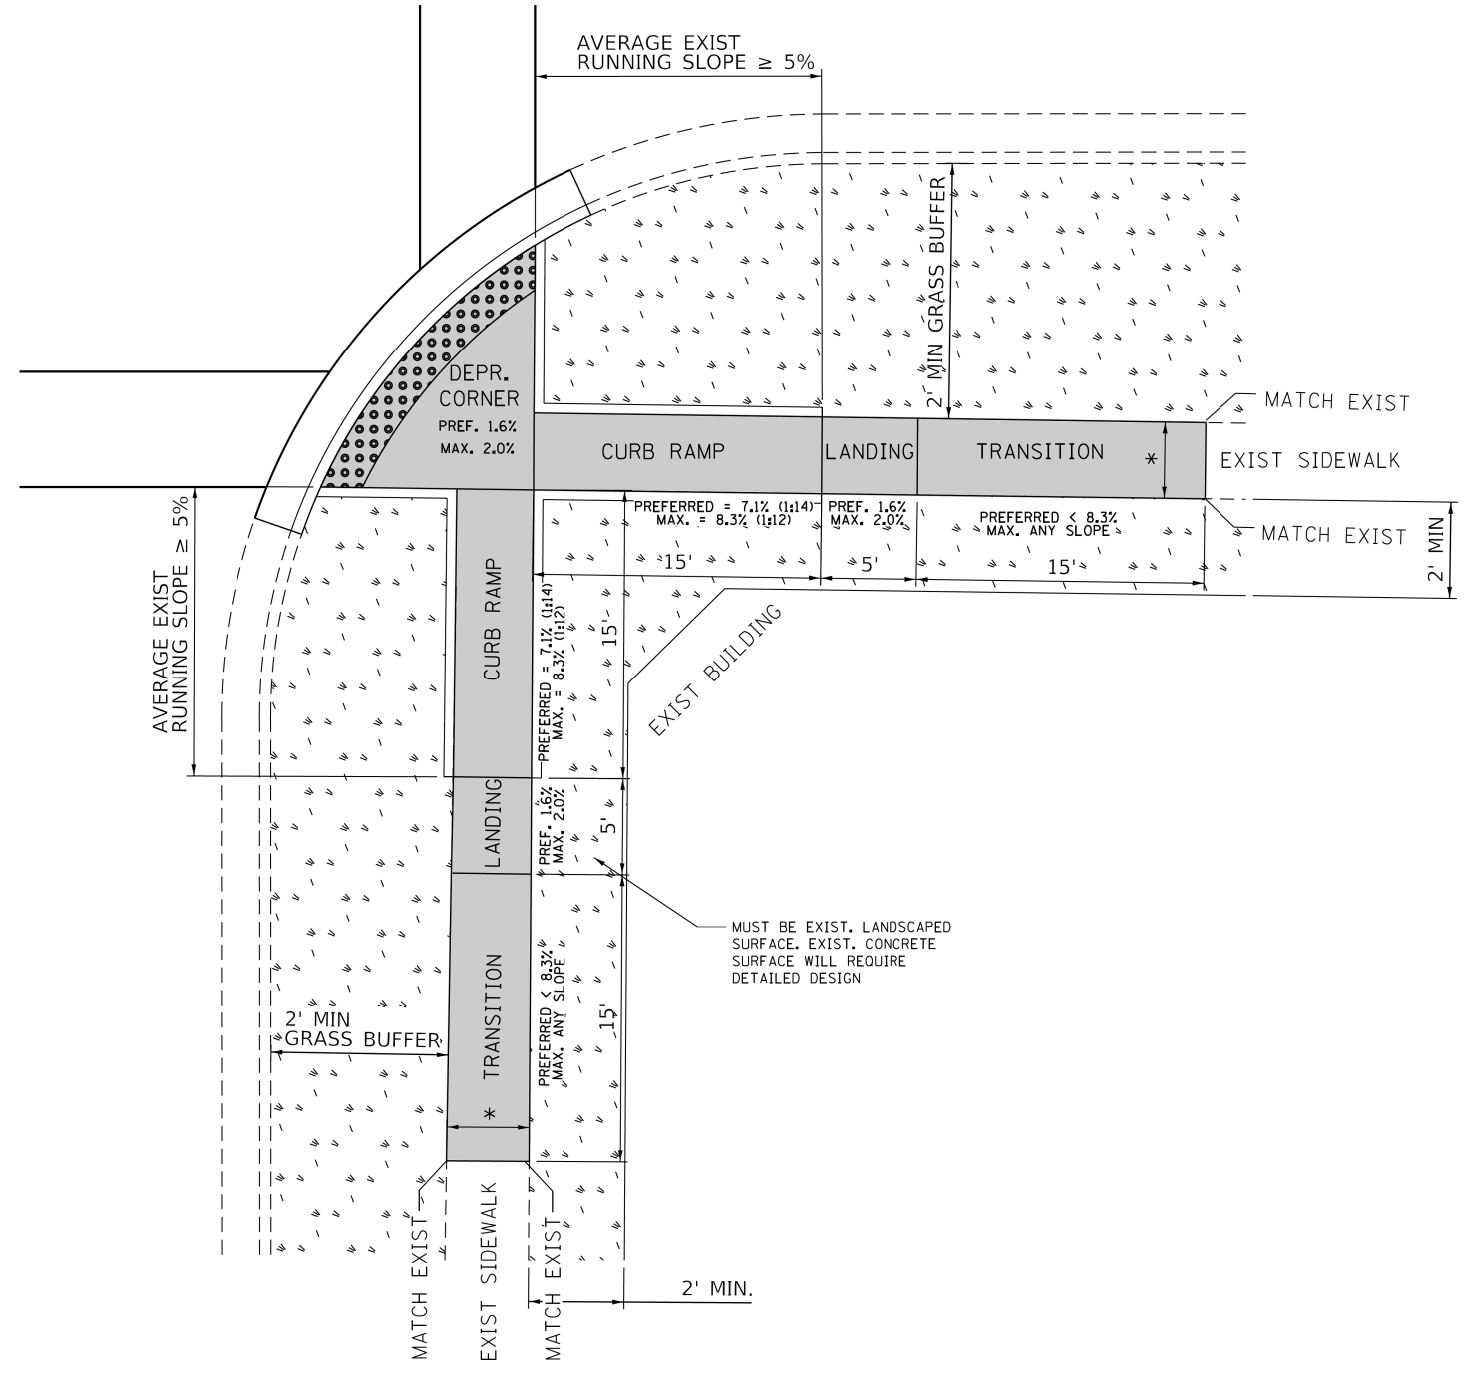 AVERAGE EXIST
RUNNING SLOPE ≥ 5%
2' MIN GRASS BUFFER
DEPR.
CORNER
PREF. 1.6%
MAX. 2.0%
CURB RAMP
LANDING
TRANSITION
*
MATCH EXIST
EXIST SIDEWALK
MATCH EXIST
PREFERRED = 7.1% (1:14)
MAX. = 8.3% (1:12)
PREF. 1.6%
MAX. 2.0%
PREFERRED < 8.3%
MAX. ANY SLOPE
15'
5'
15'
2' MIN
AVERAGE EXIST
RUNNING SLOPE ≥ 5%
CURB RAMP
PREFERRED = 7.1% (1:14)
MAX. = 8.3% (1:12)
15'
EXIST BUILDING
LANDING
PREF. 1.6%
MAX. 2.0%
5'
MUST BE EXIST. LANDSCAPED
SURFACE. EXIST. CONCRETE
SURFACE WILL REQUIRE
DETAILED DESIGN
TRANSITION
PREFERRED < 8.3%
MAX. ANY SLOPE
15'
2' MIN
GRASS BUFFER
*
MATCH EXIST
EXIST SIDEWALK
MATCH EXIST
2' MIN.